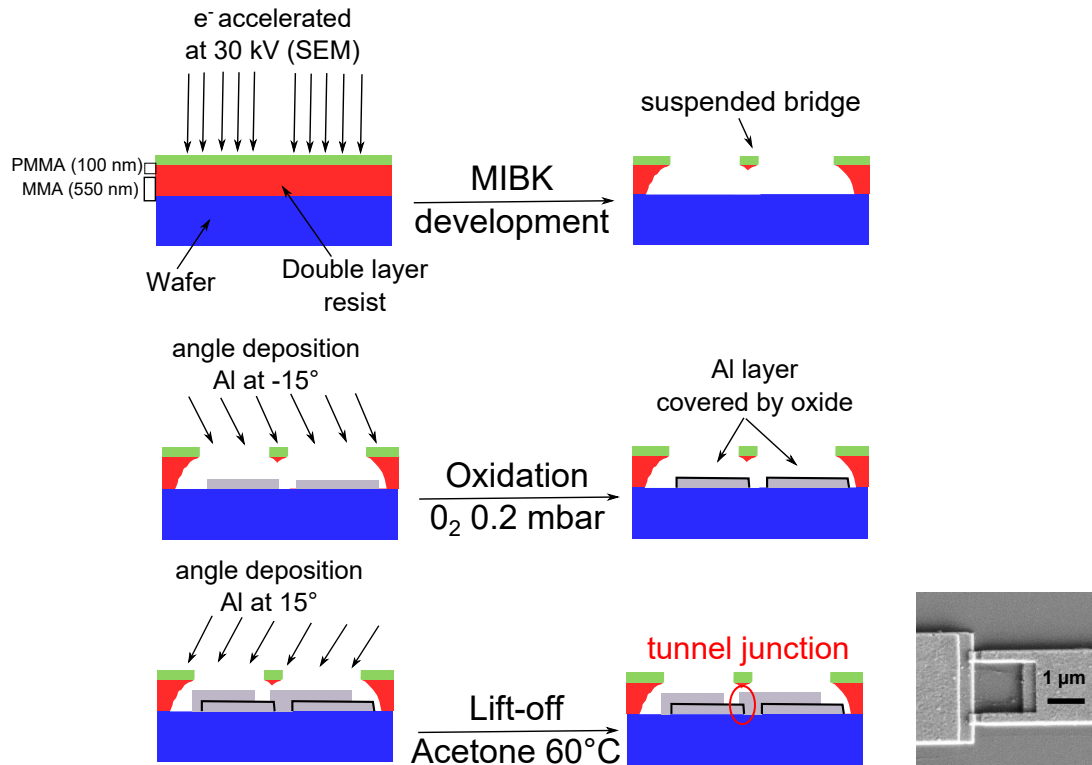 e- accelerated
at 30 kV (SEM)
PMMA (100 nm)
MMA (550 nm)
Wafer
Double layer
resist
MIBK
development
suspended bridge
angle deposition
Al at -15°
Oxidation
0₂ 0.2 mbar
Al layer
covered by oxide
angle deposition
Al at 15°
Lift-off
Acetone 60°C
tunnel junction
1 µm